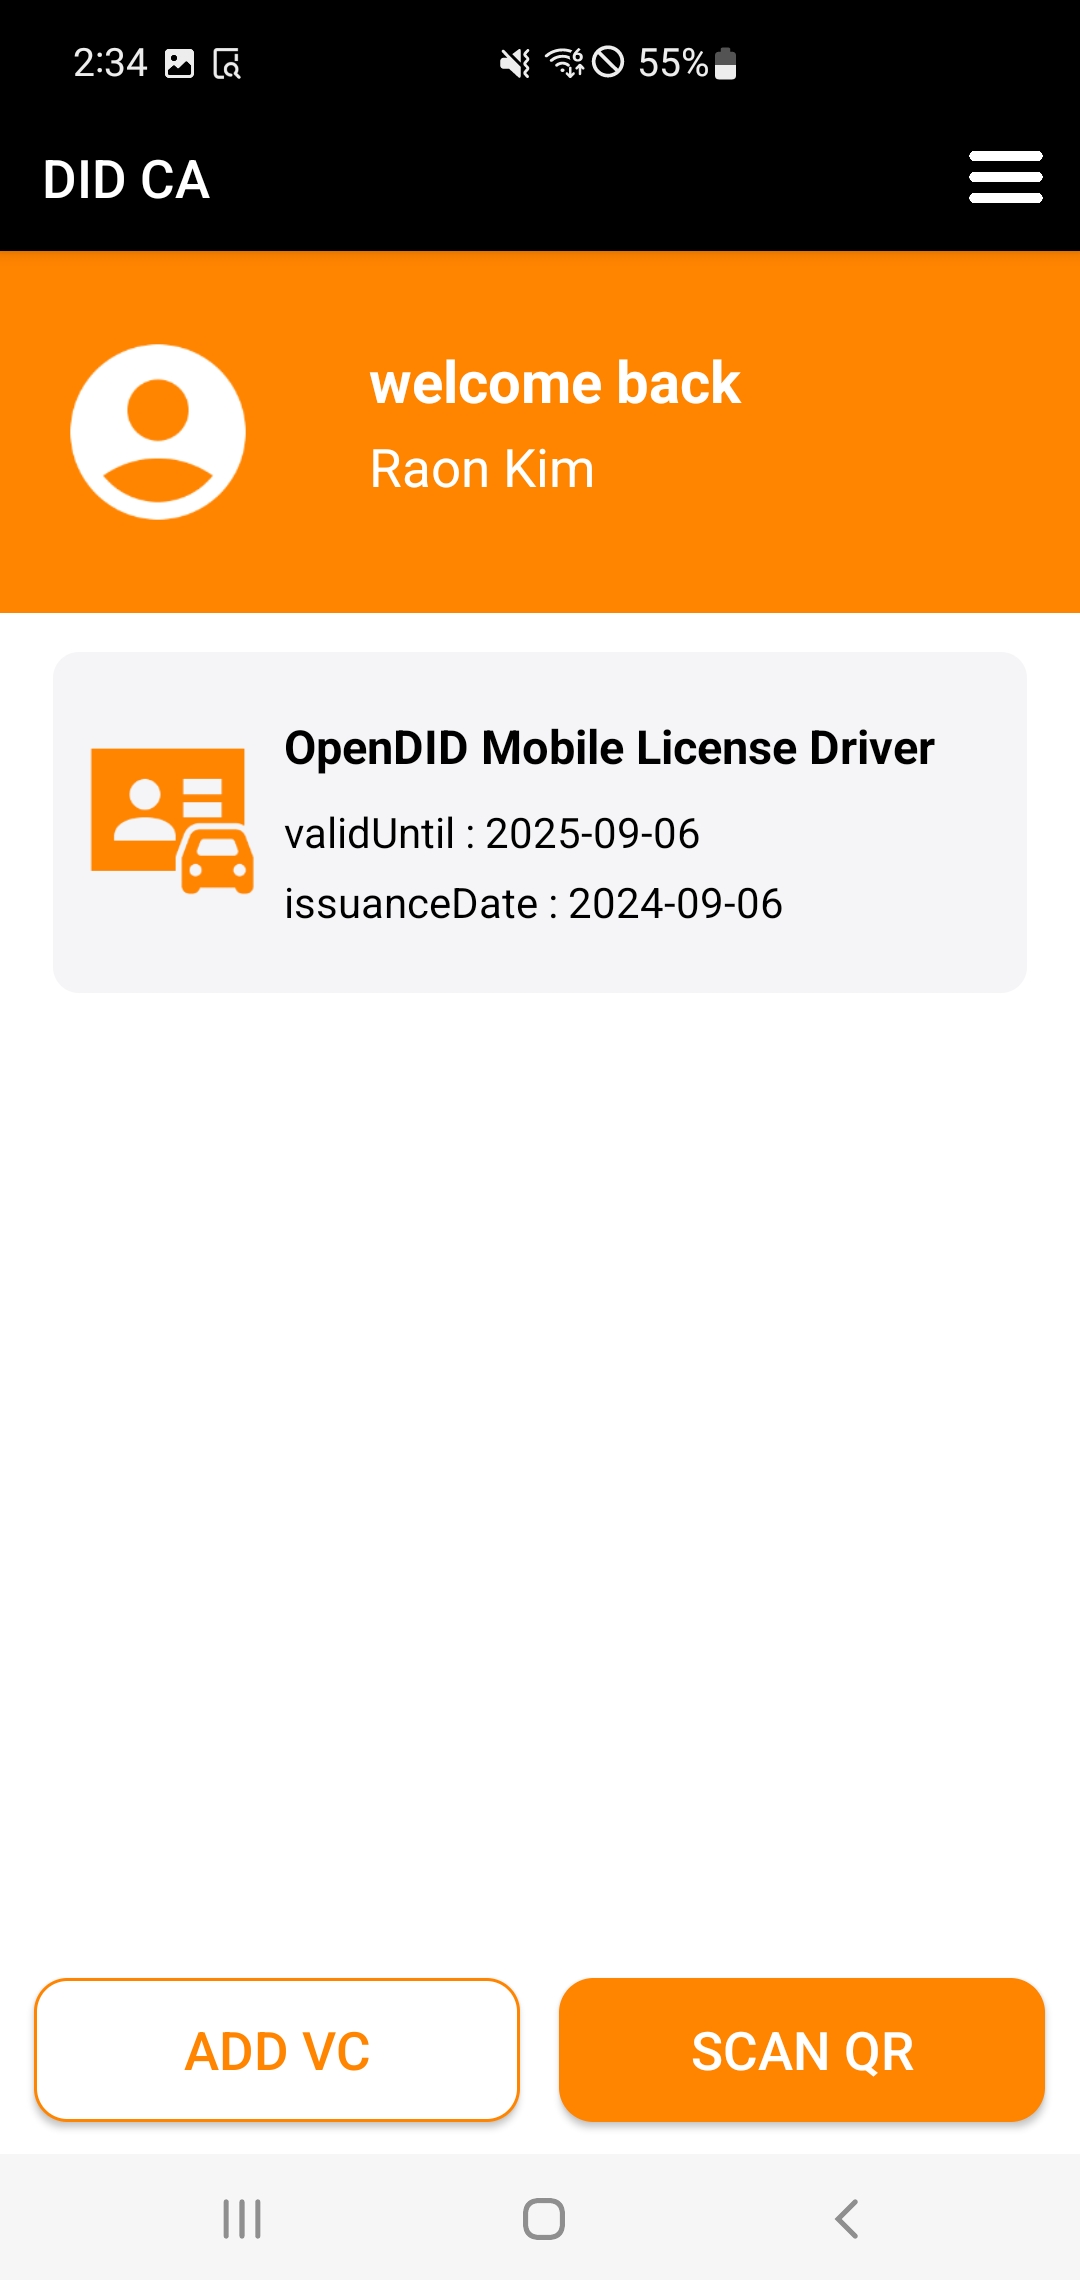 2:34 55%
DID CA
welcome back
Raon Kim
OpenDID Mobile License Driver
validUntil : 2025-09-06
issuanceDate : 2024-09-06
ADD VC SCAN QR